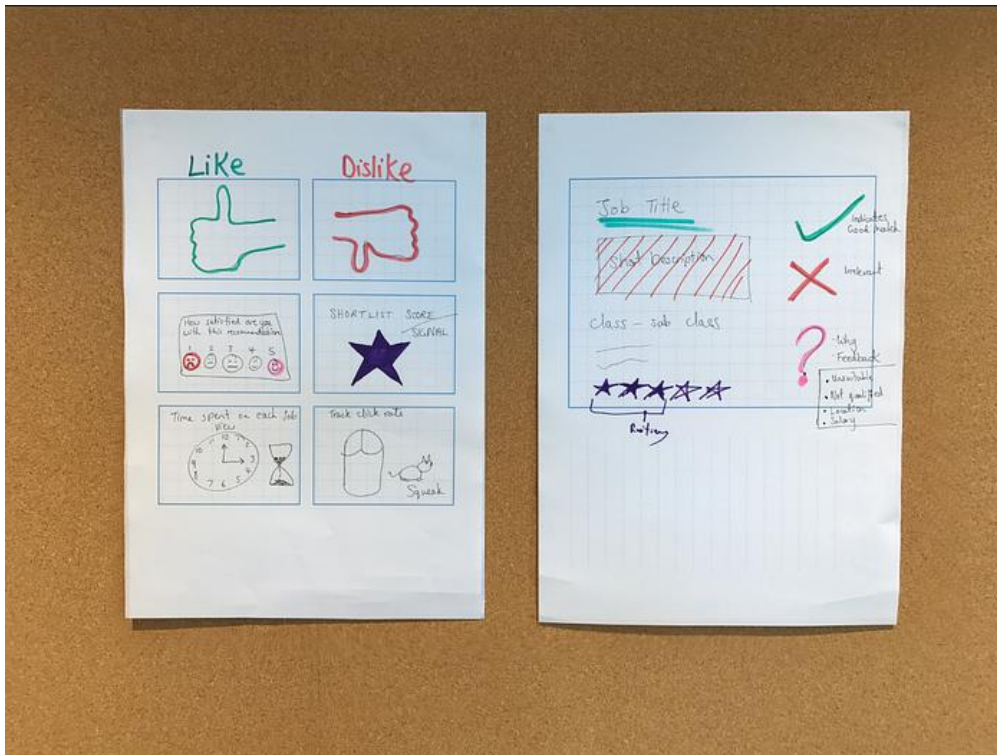 Like
Dislike
How satisfied are you
with this recommendation
1 2 3 4 5
SHORTLIST SCORE
SIGNAL
Time spent on each Job
view
Track click rate
Squeak
Job Title
Short Description
class – job class
Indicates
Good match
Irrelevant
- Why
- Feedback
• Unsuitable
• Not qualified
• Location
• Salary